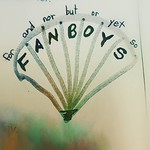 for and nor but or yet so
FANBOYS